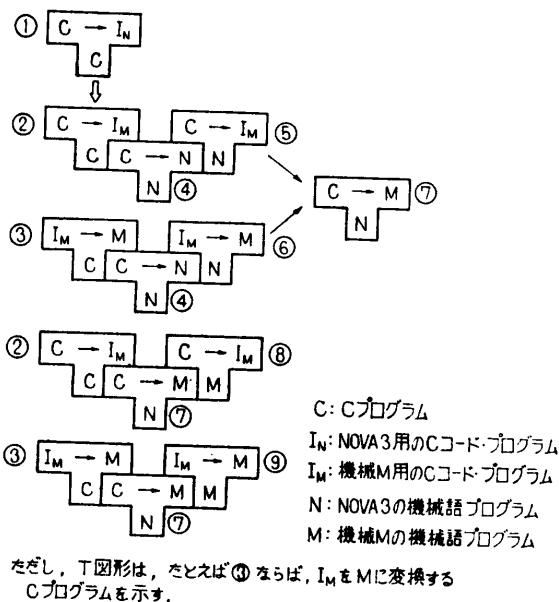 ① C → I_N
C
② C → I_M C → I_M ⑤
C C → N N
N ④
C → M ⑦
N
③ I_M → M I_M → M ⑥
C C → N N
N ④
② C → I_M C → I_M ⑧
C C → M M
N ⑦
③ I_M → M I_M → M ⑨
C C → M M
N ⑦
C: Cプログラム
I_N: NOVA3用のCコード・プログラム
I_M: 機械M用のCコード・プログラム
N: NOVA3の機械語プログラム
M: 機械Mの機械語プログラム
ただし, T図形は, たとえば③ならば, I_MをMに変換する
Cプログラムを示す.